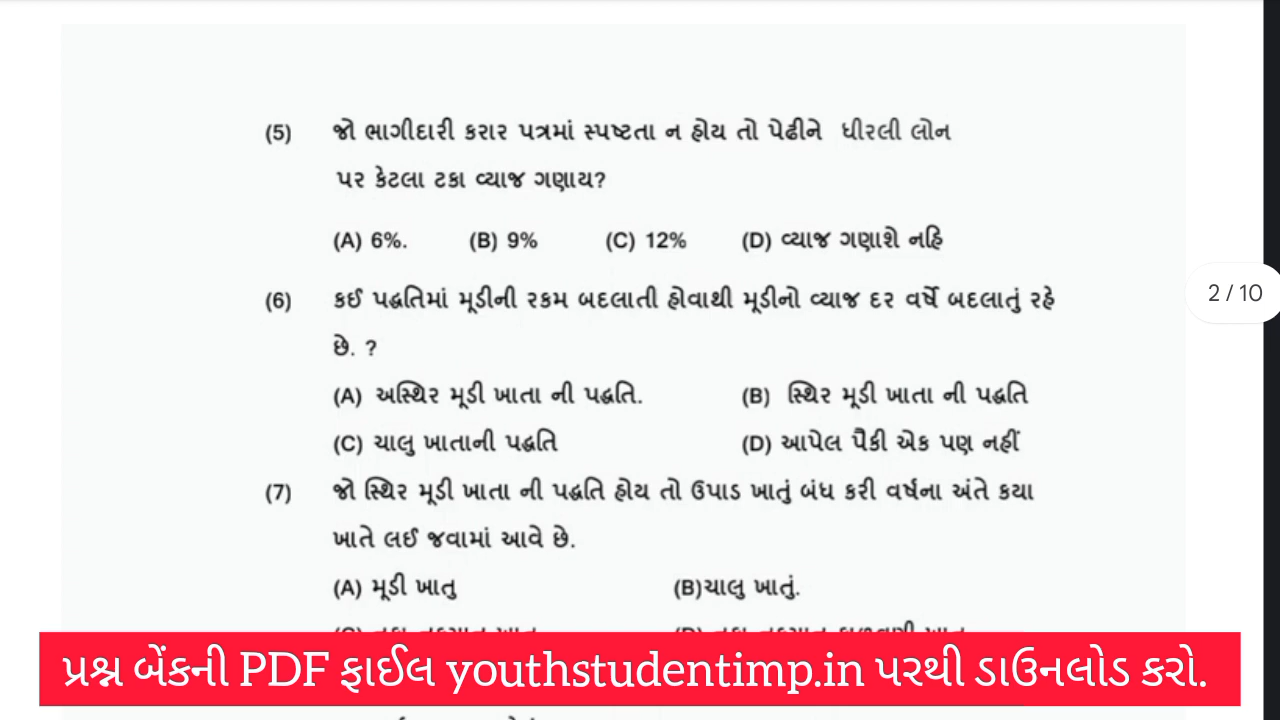 (5) જો ભાગીદારી કરાર પત્રમાં સ્પષ્ટતા ન હોય તો પેઢીને ધીરલી લોન
પર કેટલા ટકા વ્યાજ ગણાય?
(A) 6%. (B) 9% (C) 12% (D) વ્યાજ ગણાશે નહિ
(6) કઈ પદ્ધતિમાં મૂડીની રકમ બદલાતી હોવાથી મૂડીનો વ્યાજ દર વર્ષે બદલાતું રહે
છે. ?
(A) અસ્થિર મૂડી ખાતા ની પદ્ધતિ. (B) સ્થિર મૂડી ખાતા ની પદ્ધતિ
(C) ચાલુ ખાતાની પદ્ધતિ (D) આપેલ પૈકી એક પણ નહીં
(7) જો સ્થિર મૂડી ખાતા ની પદ્ધતિ હોય તો ઉપાડ ખાતું બંધ કરી વર્ષના અંતે કયા
ખાતે લઈ જવામાં આવે છે.
(A) મૂડી ખાતુ (B)ચાલુ ખાતું.
2 / 10
પ્રશ્ન બેંકની PDF ફાઈલ youthstudentimp.in પરથી ડાઉનલોડ કરો.